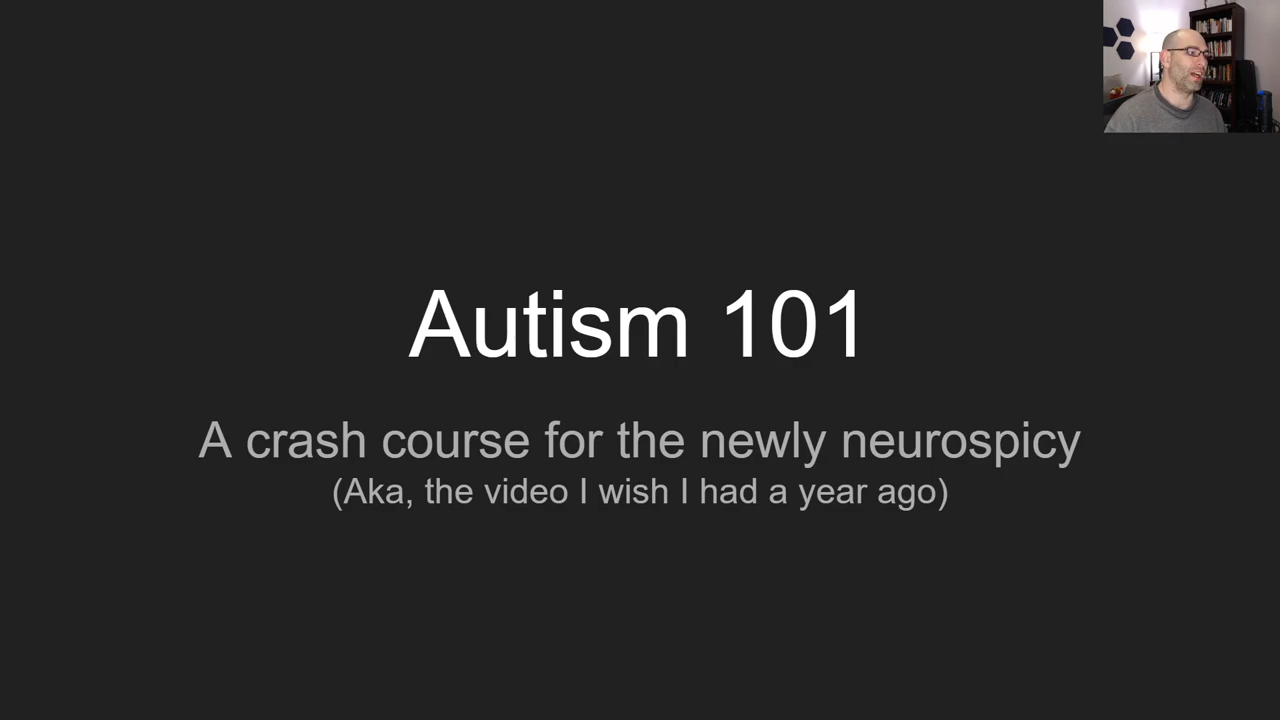 Autism 101
A crash course for the newly neurospicy
(Aka, the video I wish I had a year ago)